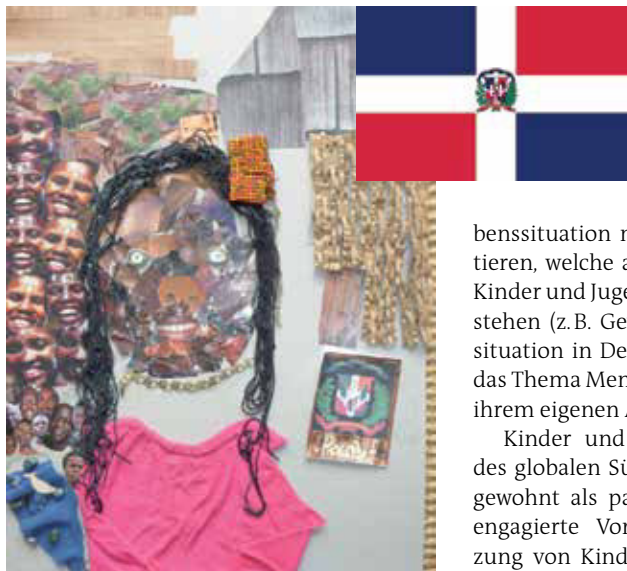 benssituation n
tieren, welche a
Kinder und Juge
stehen (z. B. Ge
situation in De
das Thema Men
ihrem eigenen A
Kinder und
des globalen Sü
gewohnt als pa
engagierte Vor
zung von Kind